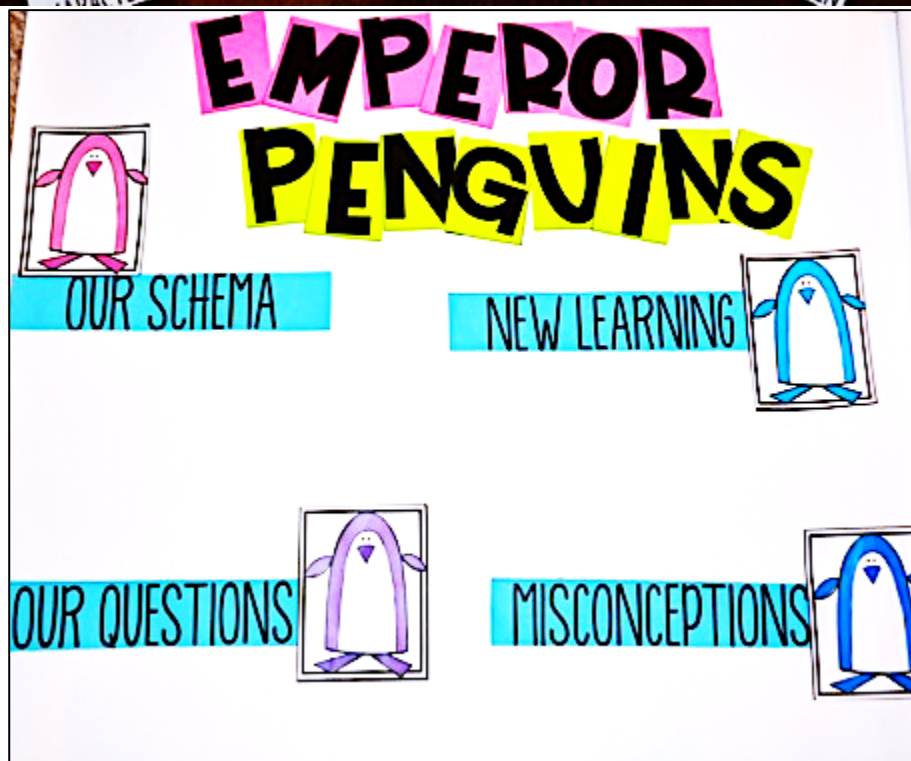 EMPEROR
PENGUINS
OUR SCHEMA
NEW LEARNING
OUR QUESTIONS
MISCONCEPTIONS